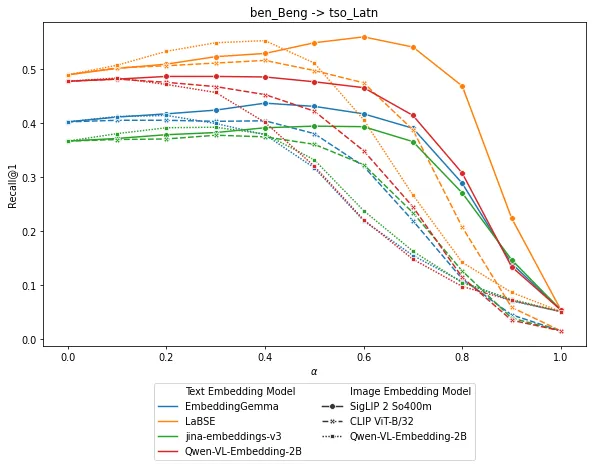 ben_Beng -> tso_Latn
Recall@1
0.5
0.4
0.3
0.2
0.1
0.0
0.0 0.2 0.4 0.6 0.8 1.0
α
Text Embedding Model Image Embedding Model
EmbeddingGemma SigLIP 2 So400m
LaBSE CLIP ViT-B/32
jina-embeddings-v3 Qwen-VL-Embedding-2B
Qwen-VL-Embedding-2B